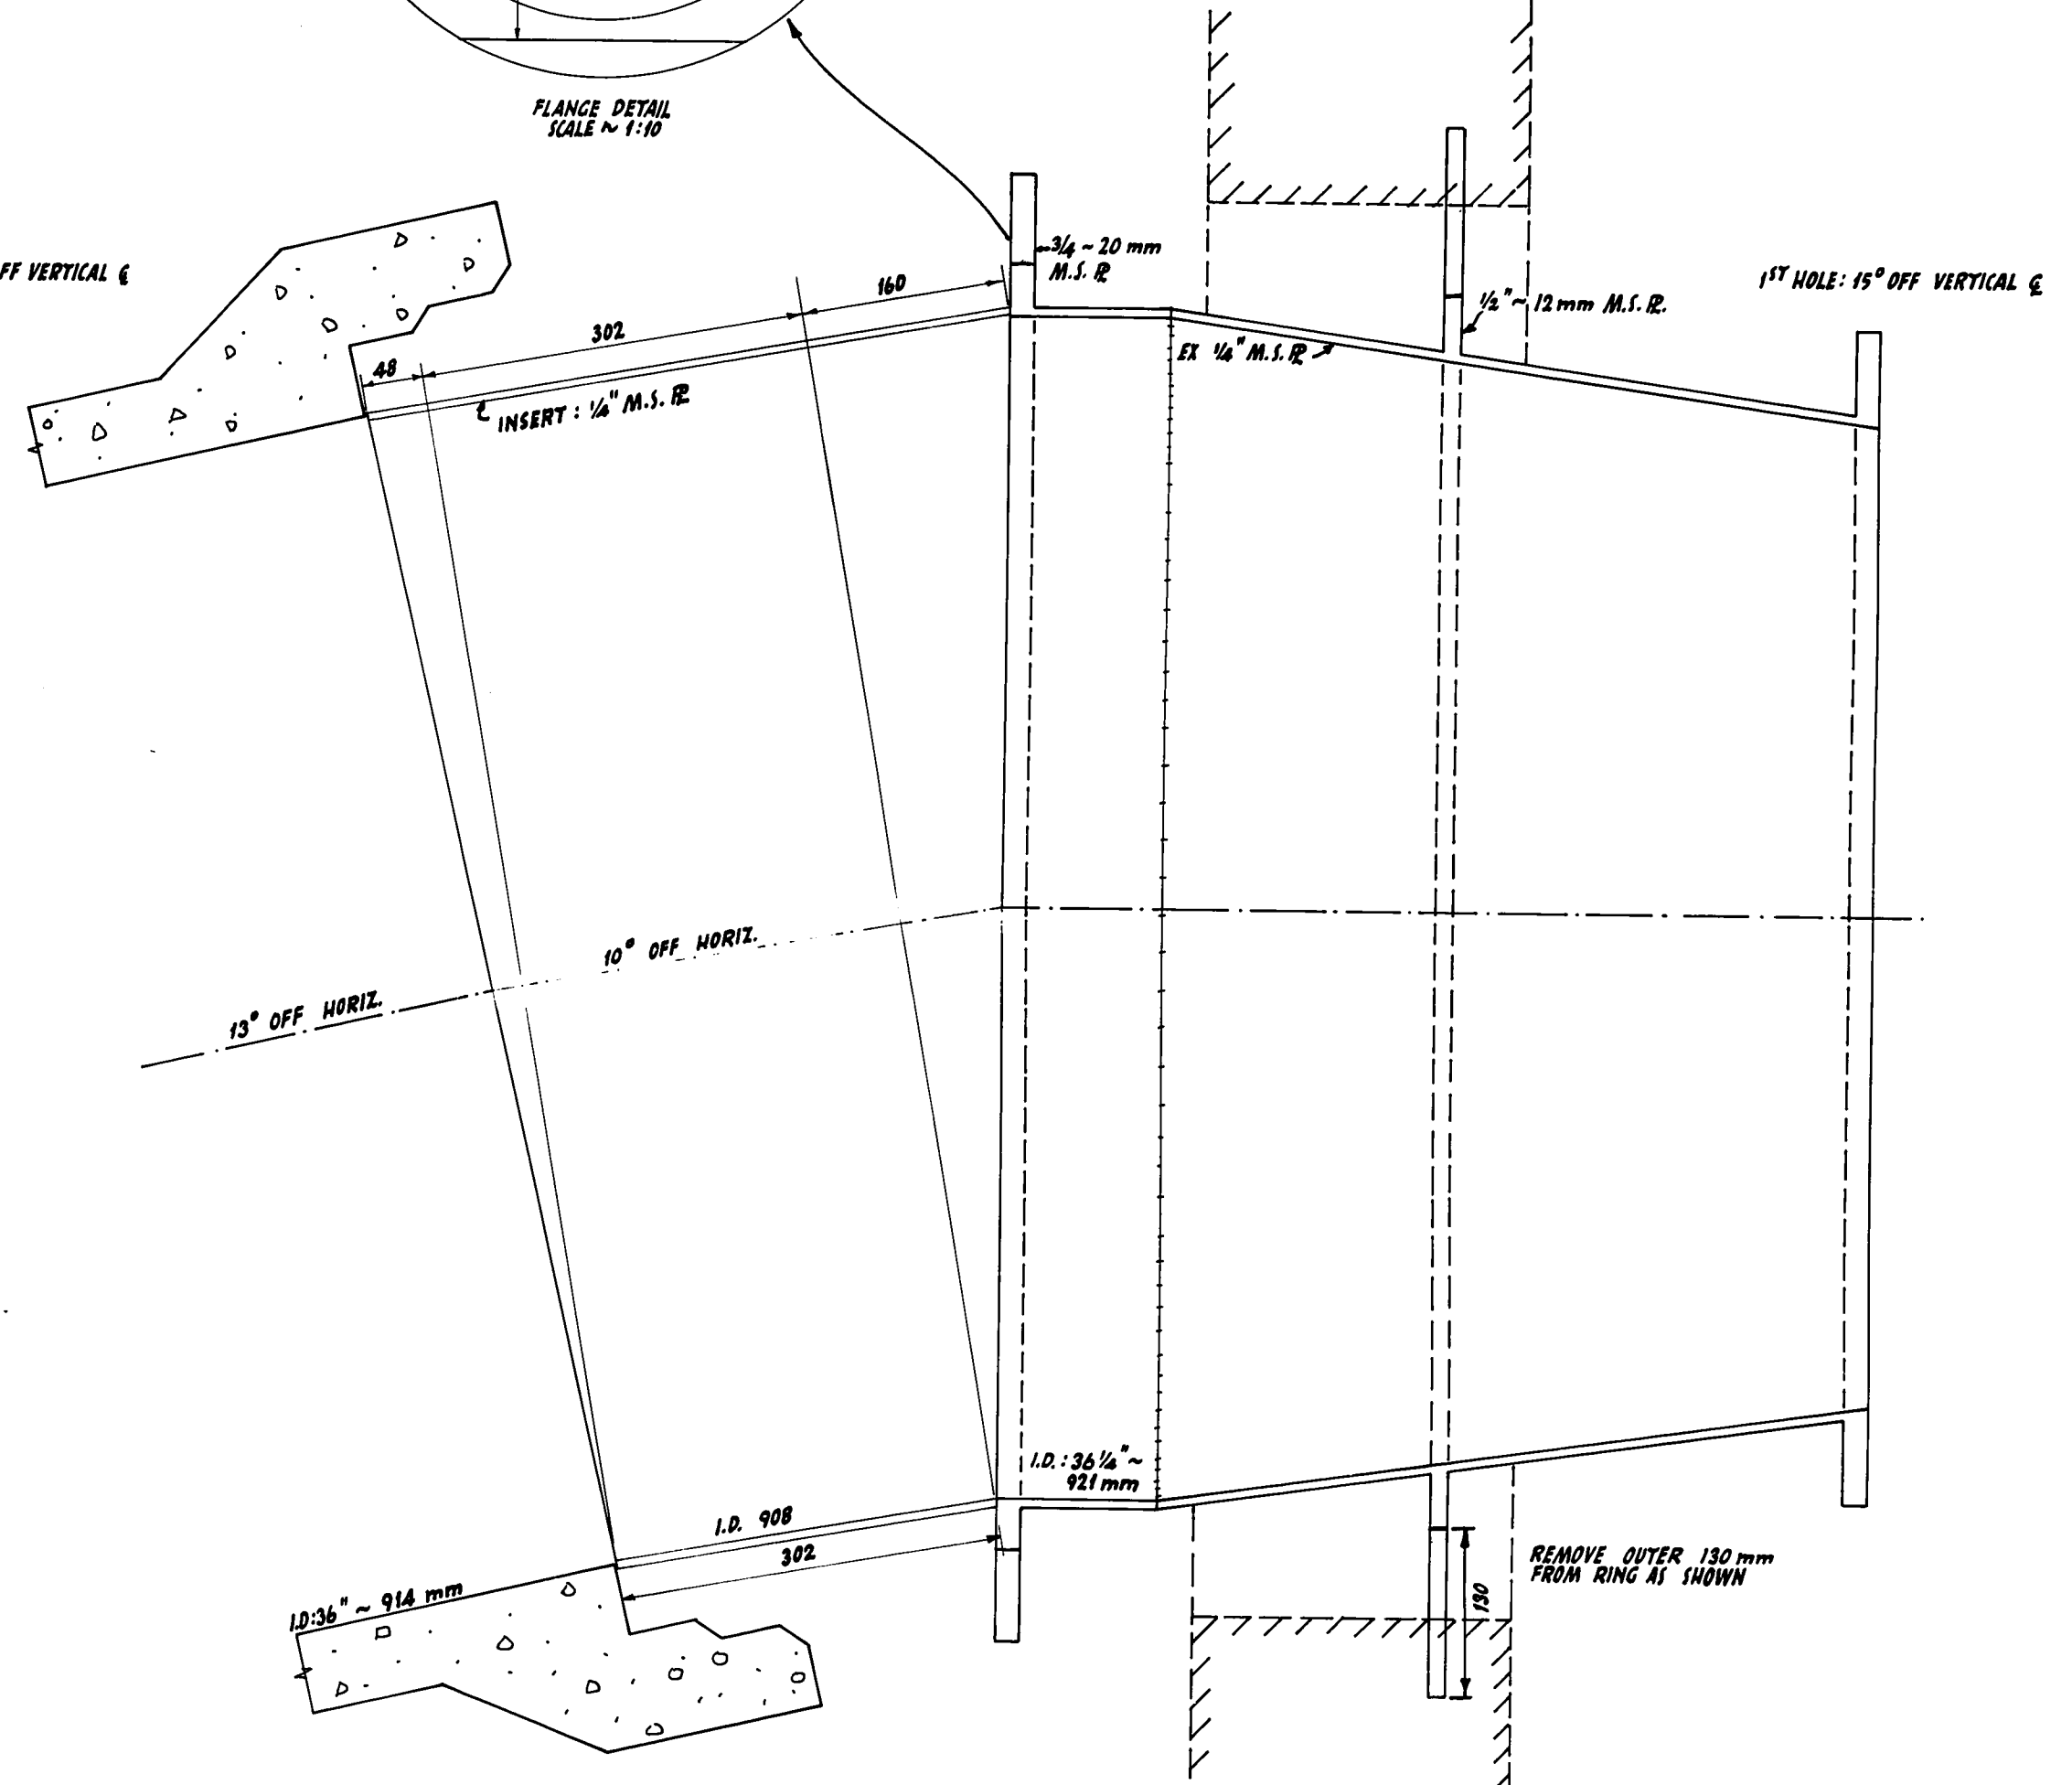 FLANGE DETAIL
SCALE ~ 1:10
FF VERTICAL ℄
3/4 ~ 20 mm
M.S. PL
1ST HOLE: 15° OFF VERTICAL ℄
1/2" ~ 12 mm M.S. PL.
160
302
48
EX 1/4" M.S. PL
INSERT: 1/4" M.S. PL
10° OFF HORIZ.
13° OFF HORIZ.
I.D.: 36 1/4" ~
921 mm
I.D. 908
302
REMOVE OUTER 130 mm
FROM RING AS SHOWN
130
I.D: 36" ~ 914 mm